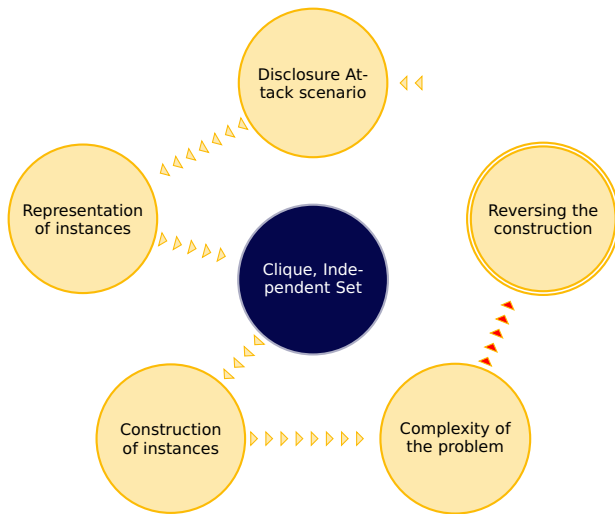 Disclosure At-
tack scenario
Representation
of instances
Reversing the
construction
Clique, Inde-
pendent Set
Construction
of instances
Complexity of
the problem